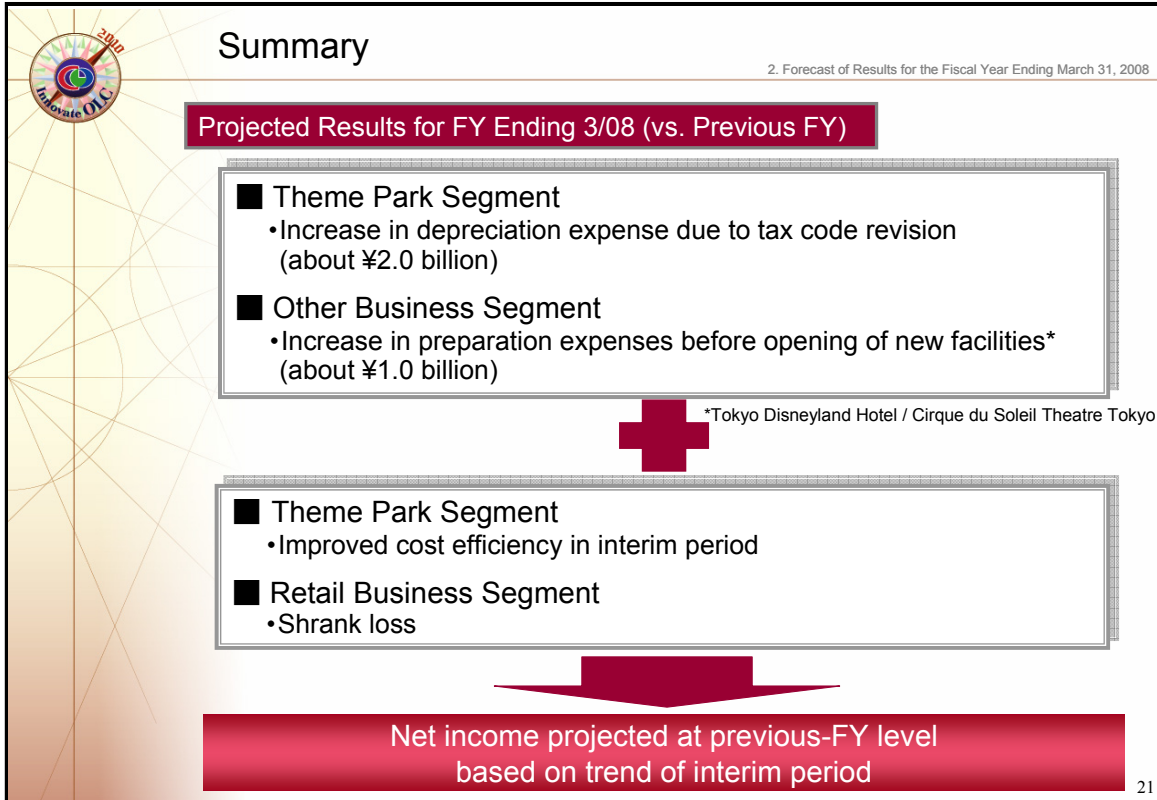 2010
Innovate OLC
Summary
2. Forecast of Results for the Fiscal Year Ending March 31, 2008
Projected Results for FY Ending 3/08 (vs. Previous FY)
■ Theme Park Segment
•Increase in depreciation expense due to tax code revision
(about ¥2.0 billion)
■ Other Business Segment
•Increase in preparation expenses before opening of new facilities*
(about ¥1.0 billion)
*Tokyo Disneyland Hotel / Cirque du Soleil Theatre Tokyo
■ Theme Park Segment
•Improved cost efficiency in interim period
■ Retail Business Segment
•Shrank loss
Net income projected at previous-FY level
based on trend of interim period
21